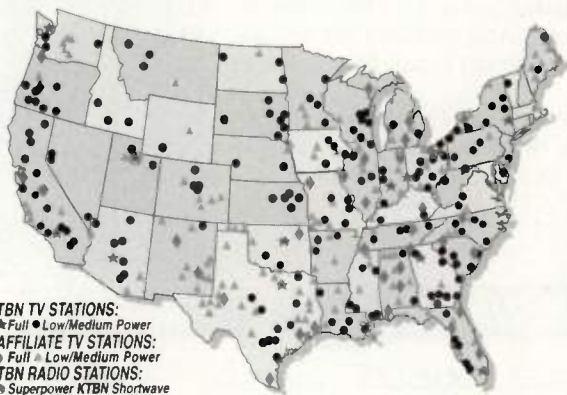 TBN TV STATIONS:
Full Low/Medium Power
AFFILIATE TV STATIONS:
Full Low/Medium Power
TBN RADIO STATIONS:
Superpower KTBN Shortwave